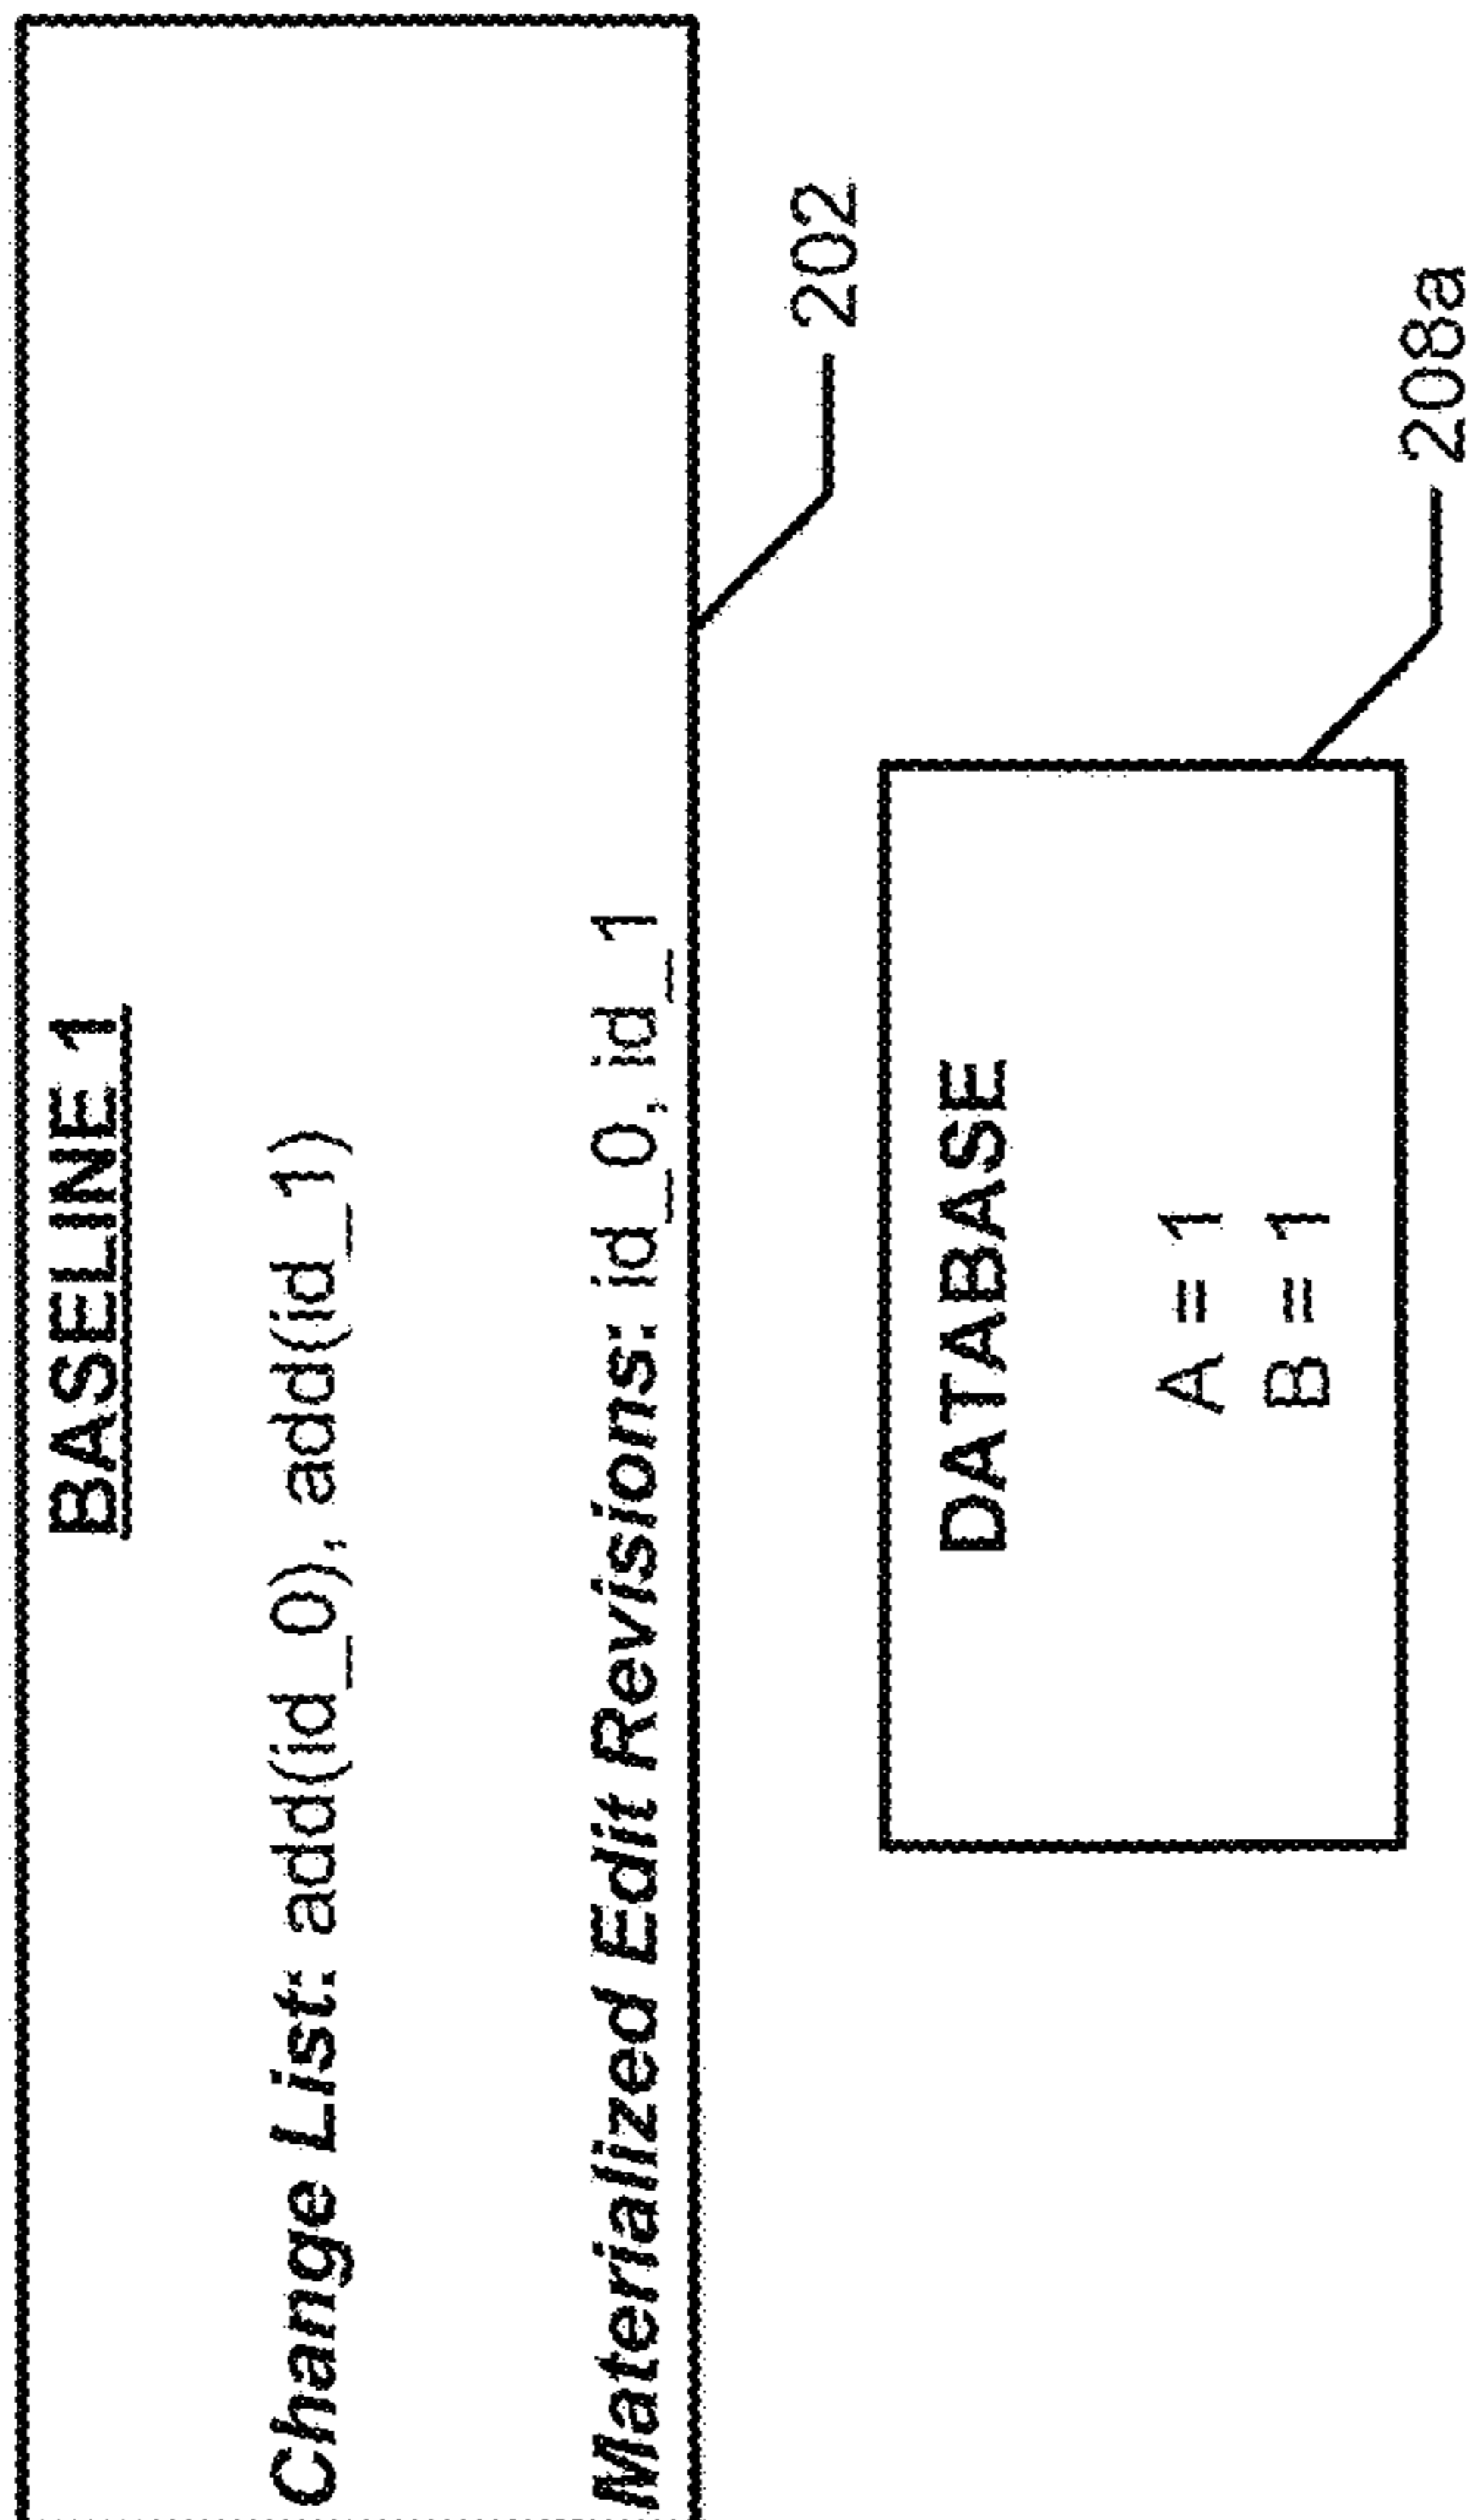 BASELINE 1
Change List: add(id_0), add(id_1)
Materialized Edit Revisions: id_0, id_1
202
DATABASE
A = 1
B = 1
208a